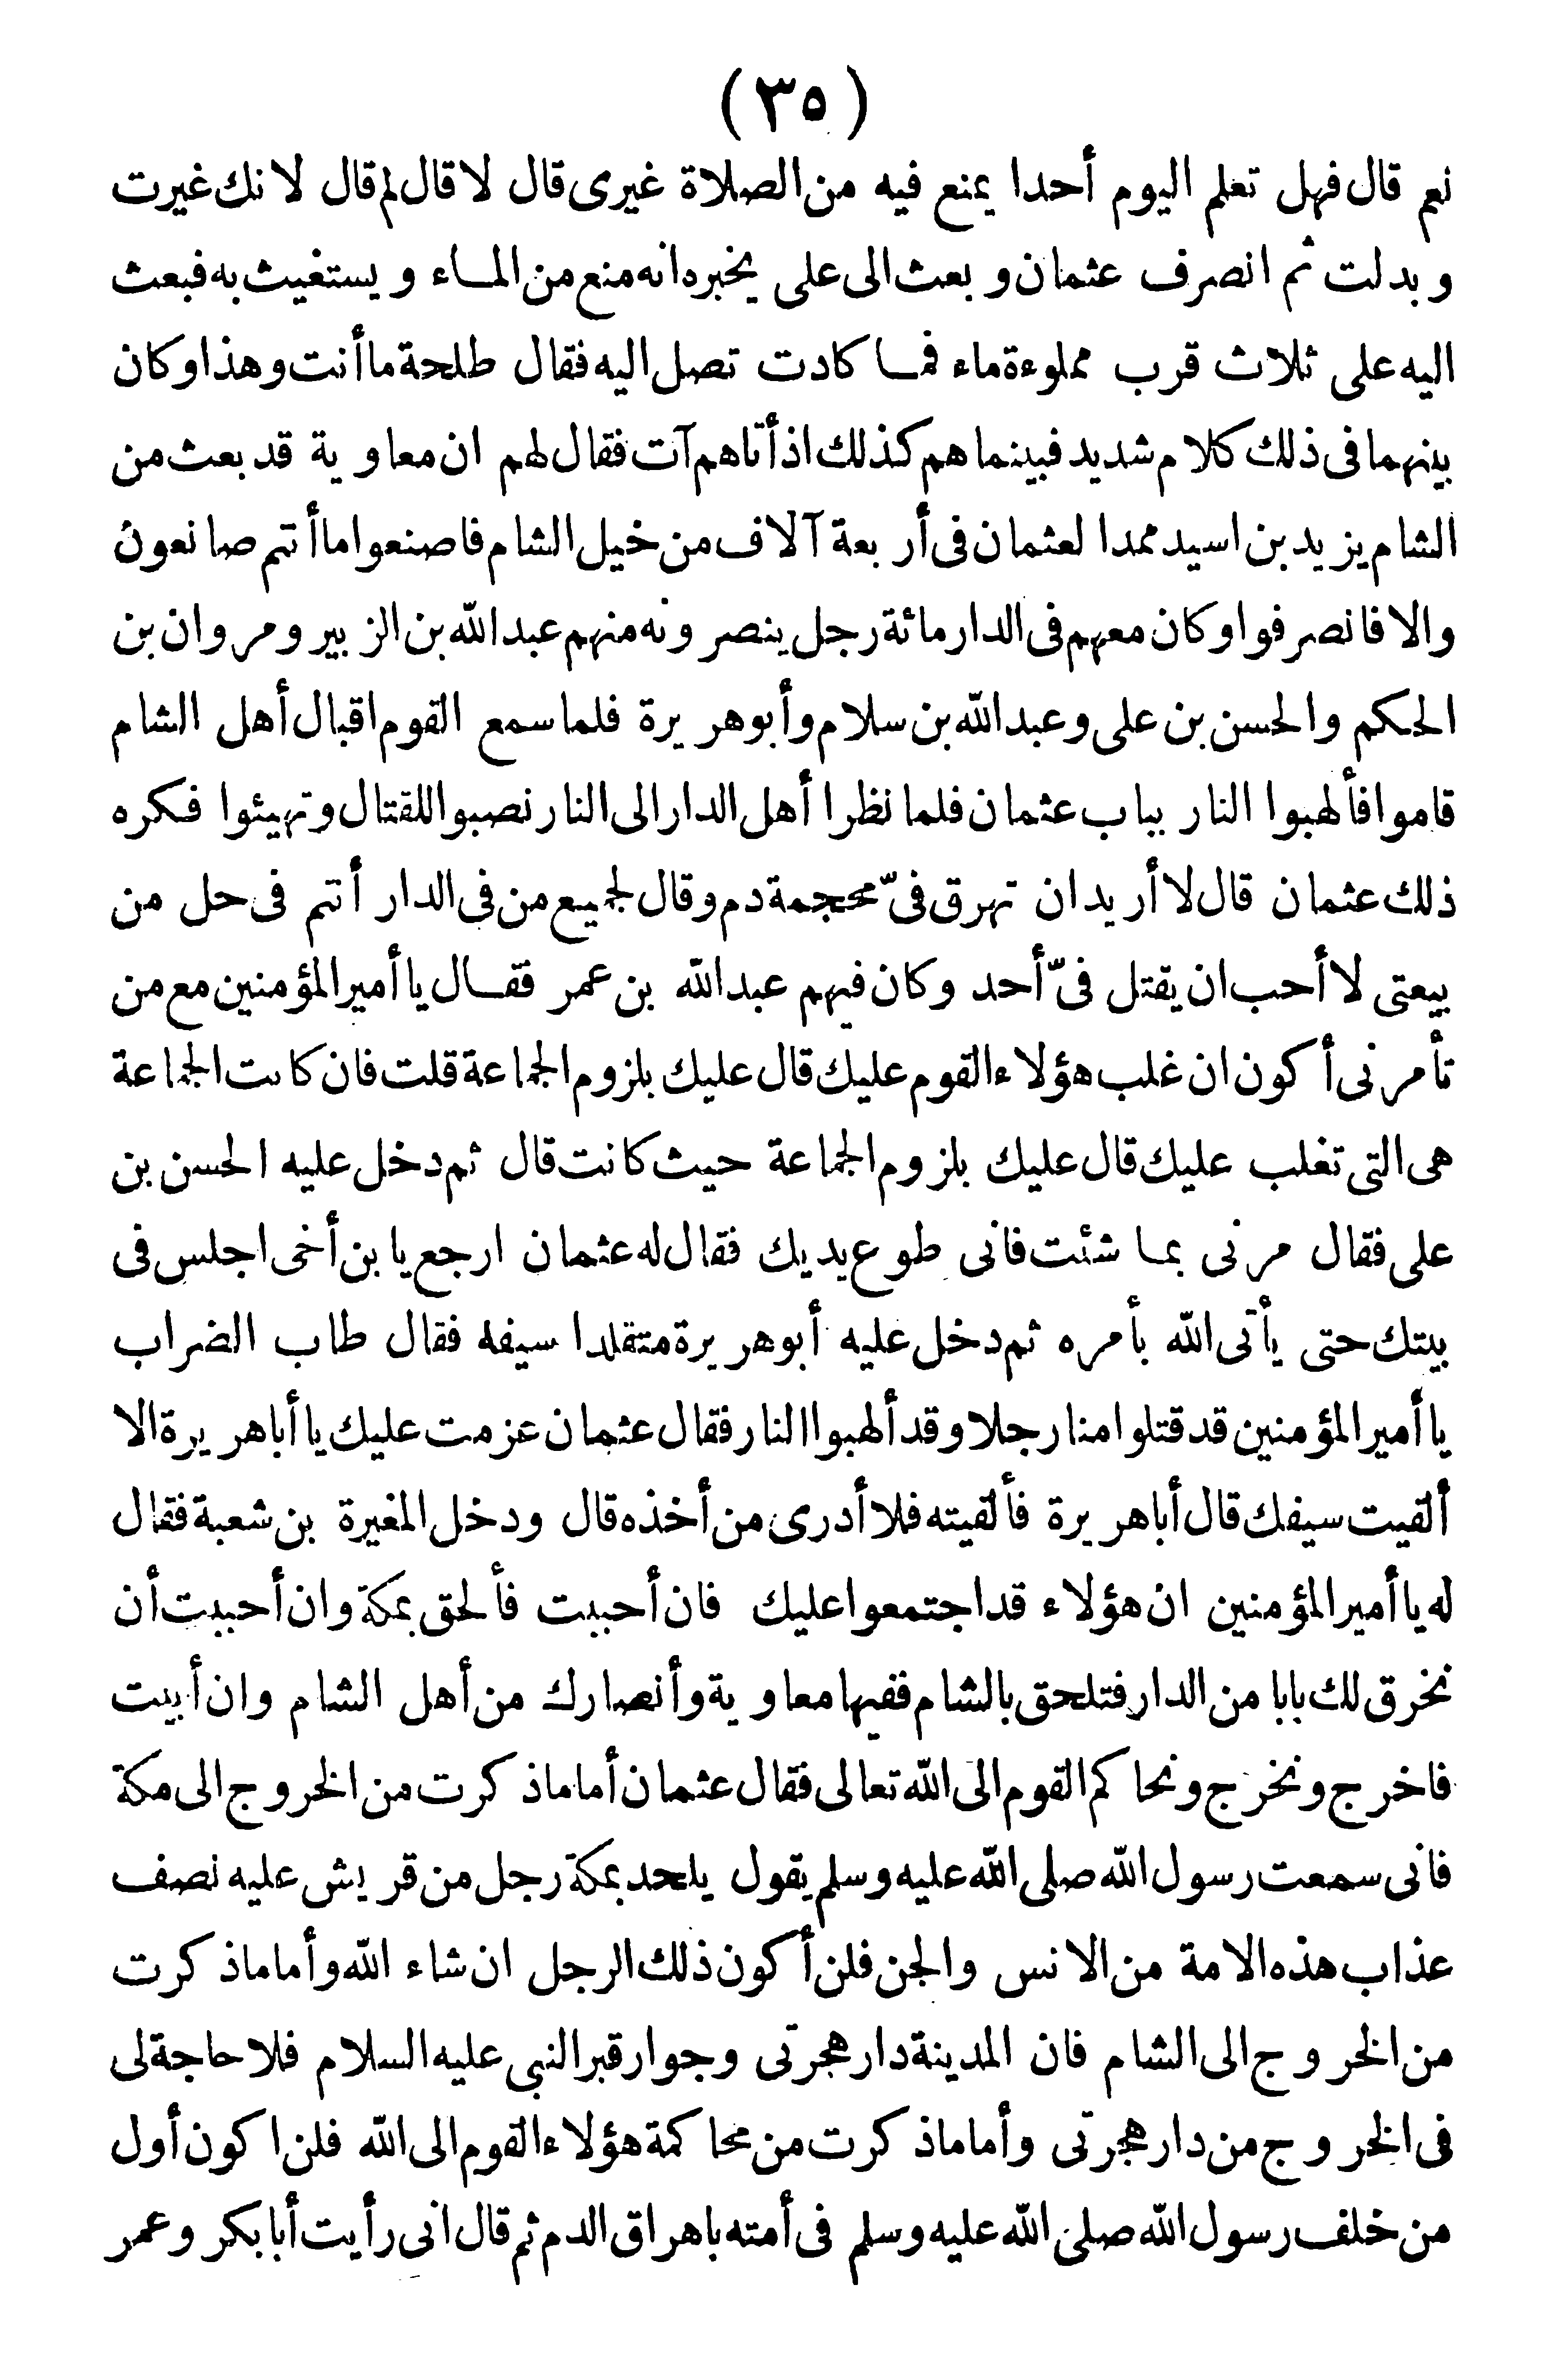 (٣٥)
نعم قال فهل تعلم اليوم أحدا يمنع فيه من الصلاة غيرى قال لا قال لم قال لانك غيرت
وبدلت ثم انصرف عثمان وبعث الى على يخبره انه منع من المـاء ويستغيث به فبعث
اليه على ثلاث قرب مملوءة ماء فمـا كادت تصل اليه فقال طلحة ما أنت وهذا وكان
بينهما فى ذلك كلام شديد فبينما هم كذلك اذ أتاهم آت فقال لهم ان معاوية قد بعث من
الشام يزيد بن اسيد ممدا لعثمان فى أربعة آلاف من خيل الشام فاصنعوا ما أنتم صانعون
والا فانصرفوا وكان معهم فى الدار مائة رجل ينصرونه منهم عبد الله بن الزبير ومروان بن
الحكم والحسن بن على وعبد الله بن سلام وأبو هريرة فلما سمع القوم اقبال أهل الشام
قاموا فألهبوا النار بباب عثمان فلما نظرا أهل الدار الى النار نصبوا للقتال وتهيئوا فكره
ذلك عثمان قال لا أريد ان تهرق فىّ محجمة دم وقال لجميع من فى الدار أنتم فى حل من
بيعتى لا أحب ان يقتل فىّ أحد وكان فيهم عبد الله بن عمر فقـال يا أمير المؤمنين مع من
تأمرنى أكون ان غلب هؤلاء القوم عليك قال عليك بلزوم الجماعة قلت فان كانت الجماعة
هى التى تغلب عليك قال عليك بلزوم الجماعة حيث كانت قال ثم دخل عليه الحسن بن
على فقال مرنى بمـا شئت فانى طوع يديك فقال له عثمان ارجع يا بن أخى اجلس فى
بيتك حتى يأتى الله بأمره ثم دخل عليه أبو هريرة متقلدا سيفه فقال طاب الضراب
يا أمير المؤمنين قد قتلوا منا رجلا وقد ألهبوا النار فقال عثمان عزمت عليك يا أبا هريرة الا
ألقيت سيفك قال أبا هريرة فألقيته فلا أدرى من أخذه قال ودخل المغيرة بن شعبة فقال
له يا أمير المؤمنين ان هؤلاء قد اجتمعوا عليك فان أحببت فألحق بمكة وان أحببت أن
نخرق لك بابا من الدار فتلحق بالشام ففيها معاوية وأنصارك من أهل الشام وان أبيت
فاخرج ونخرج ونحاكم القوم الى الله تعالى فقال عثمان أما ما ذكرت من الخروج الى مكة
فانى سمعت رسول الله صلى الله عليه وسلم يقول يلحد بمكة رجل من قريش عليه نصف
عذاب هذه الامة من الانس والجن فلن أكون ذلك الرجل ان شاء الله وأما ما ذكرت
من الخروج الى الشام فان المدينة دار هجرتى وجوار قبر النبى عليه السلام فلا حاجة لى
فى الخروج من دار هجرتى وأما ما ذكرت من محاكمة هؤلاء القوم الى الله فلن اكون أول
من خلف رسول الله صلى الله عليه وسلم فى أمته باهراق الدم ثم قال انى رأيت أبا بكر وعمر